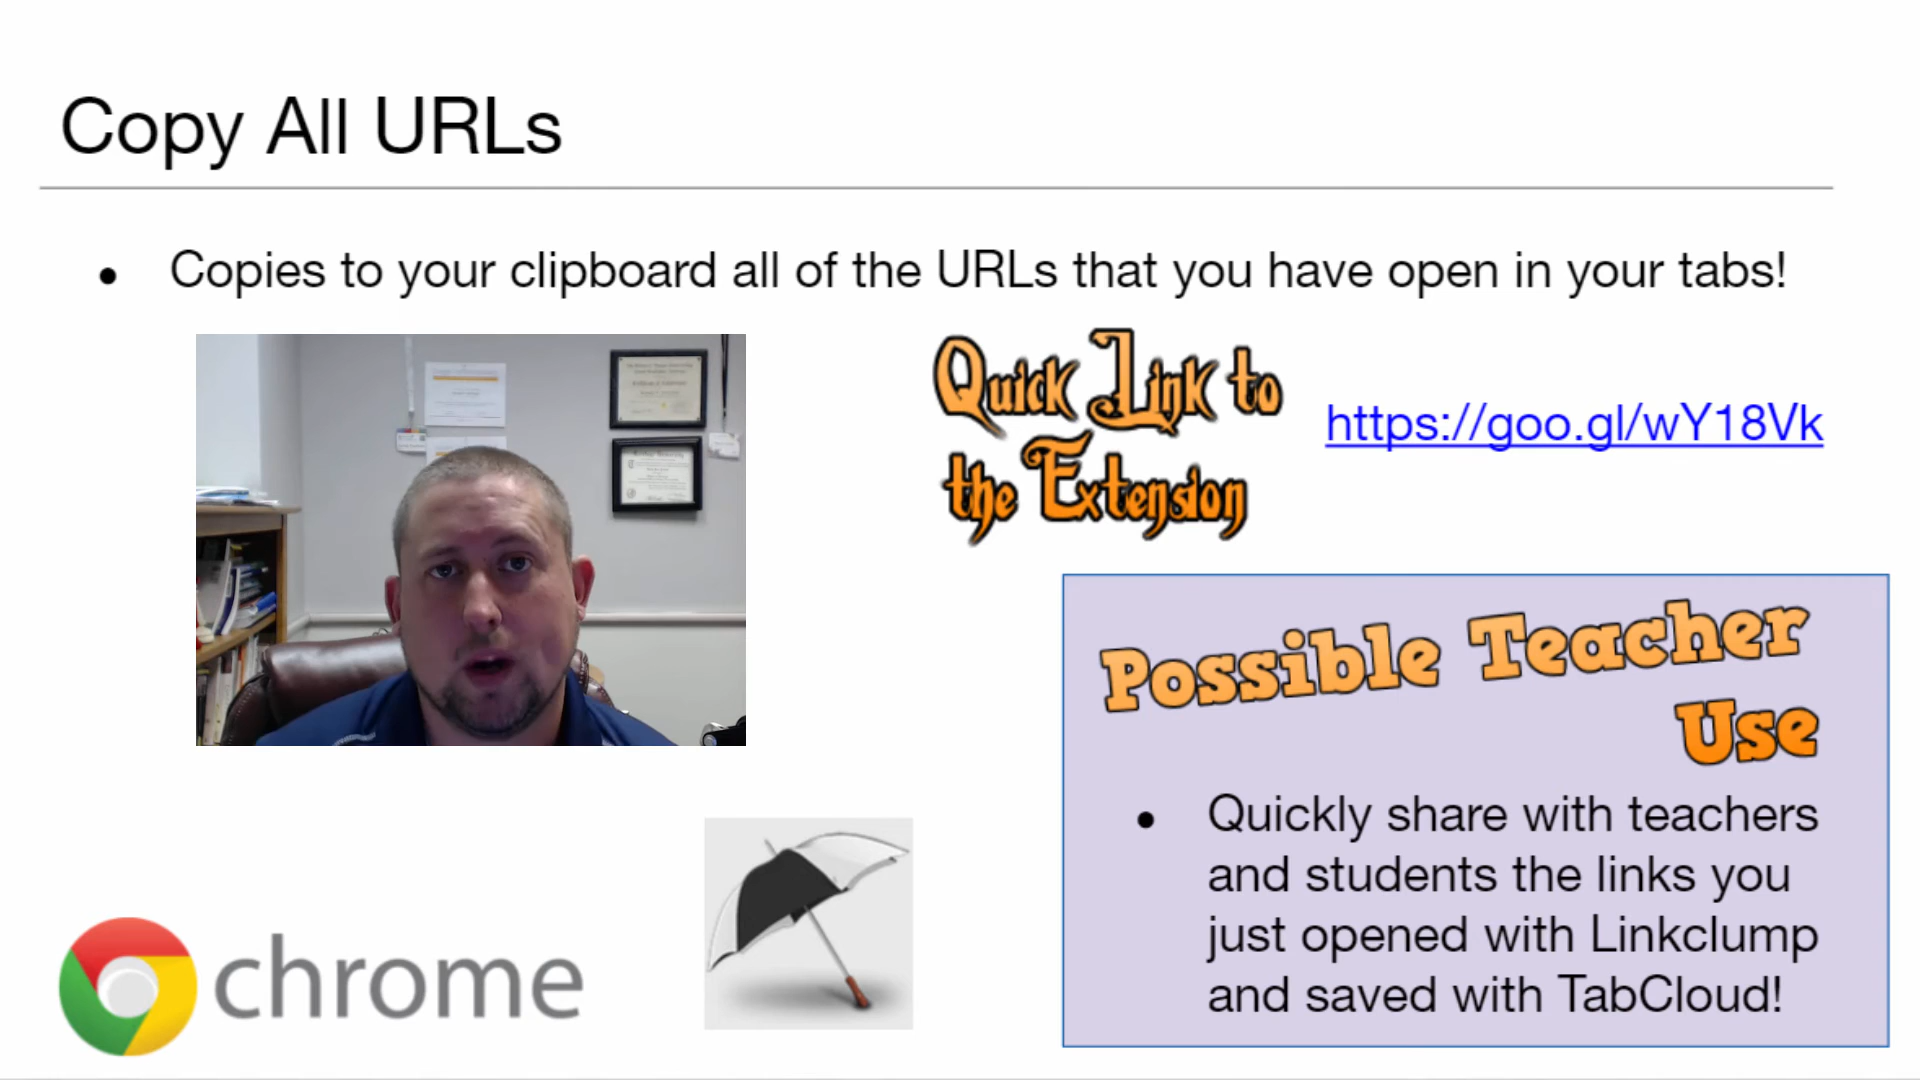 Copy All URLs
• Copies to your clipboard all of the URLs that you have open in your tabs!
Quick Link to
the Extension
https://goo.gl/wY18Vk
Possible Teacher
Use
• Quickly share with teachers
and students the links you
just opened with Linkclump
and saved with TabCloud!
chrome